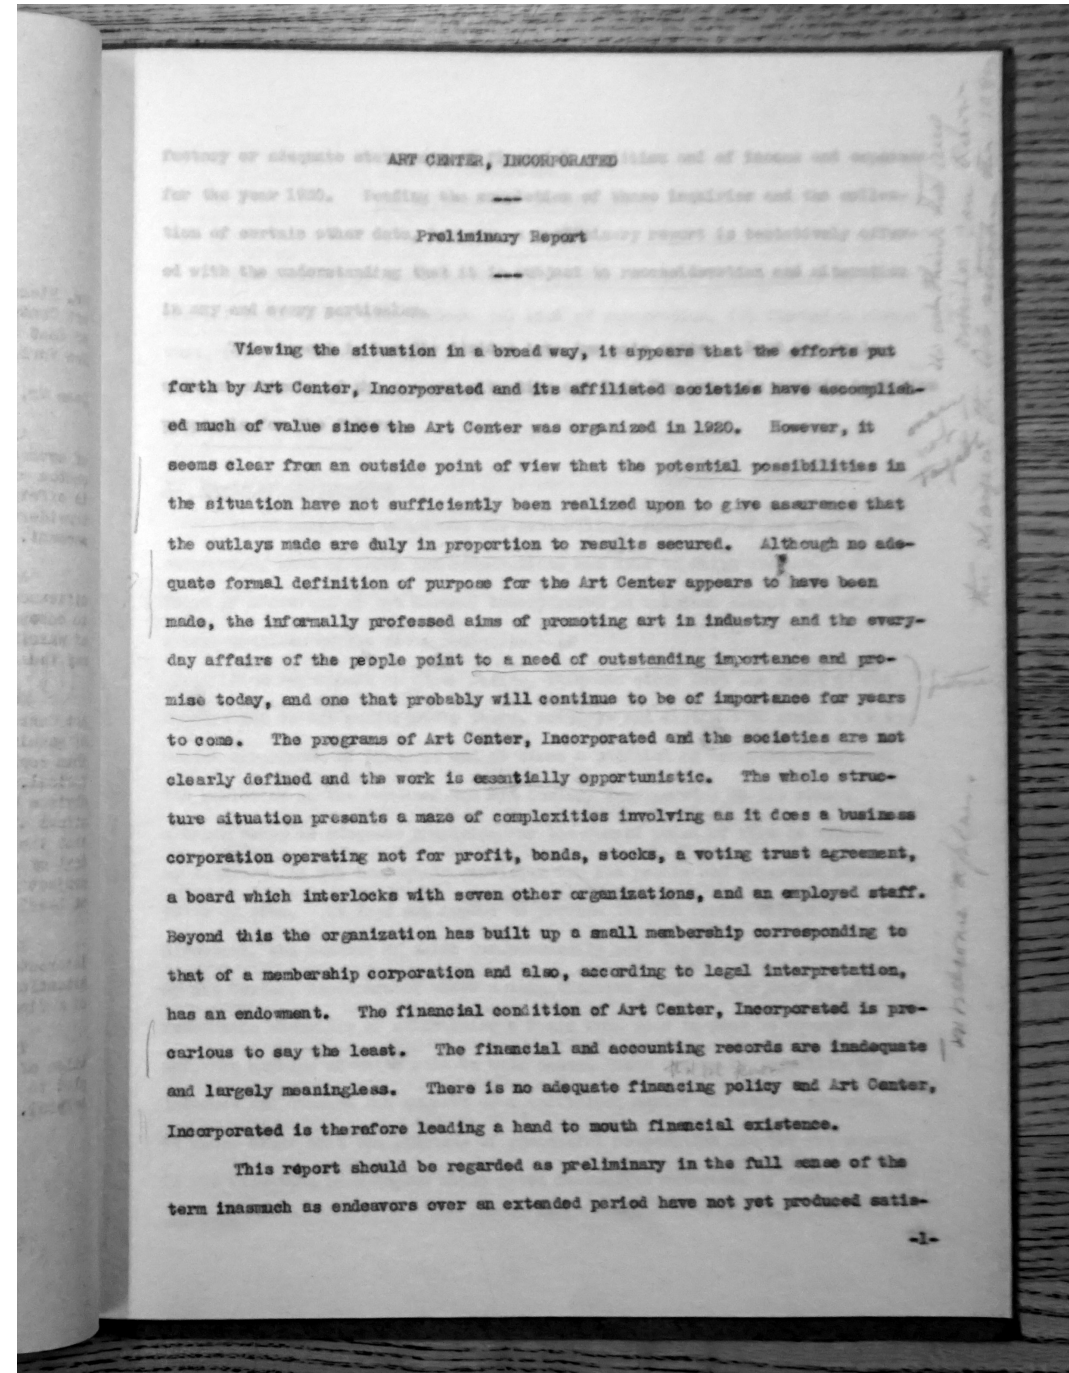 ART CENTER, INCORPORATED
---
Preliminary Report
---
Viewing the situation in a broad way, it appears that the efforts put
forth by Art Center, Incorporated and its affiliated societies have accomplish-
ed much of value since the Art Center was organized in 1920. However, it
seems clear from an outside point of view that the potential possibilities in
the situation have not sufficiently been realized upon to give assurance that
the outlays made are duly in proportion to results secured. Although no ade-
quate formal definition of purpose for the Art Center appears to have been
made, the informally professed aims of promoting art in industry and the every-
day affairs of the people point to a need of outstanding importance and pro-
mise today, and one that probably will continue to be of importance for years
to come. The programs of Art Center, Incorporated and the societies are not
clearly defined and the work is essentially opportunistic. The whole struc-
ture situation presents a maze of complexities involving as it does a business
corporation operating not for profit, bonds, stocks, a voting trust agreement,
a board which interlocks with seven other organizations, and an employed staff.
Beyond this the organization has built up a small membership corresponding to
that of a membership corporation and also, according to legal interpretation,
has an endowment. The financial condition of Art Center, Incorporated is pre-
carious to say the least. The financial and accounting records are inadequate
and largely meaningless. There is no adequate financing policy and Art Center,
Incorporated is therefore leading a hand to mouth financial existence.
This report should be regarded as preliminary in the full sense of the
term inasmuch as endeavors over an extended period have not yet produced satis-
-1-